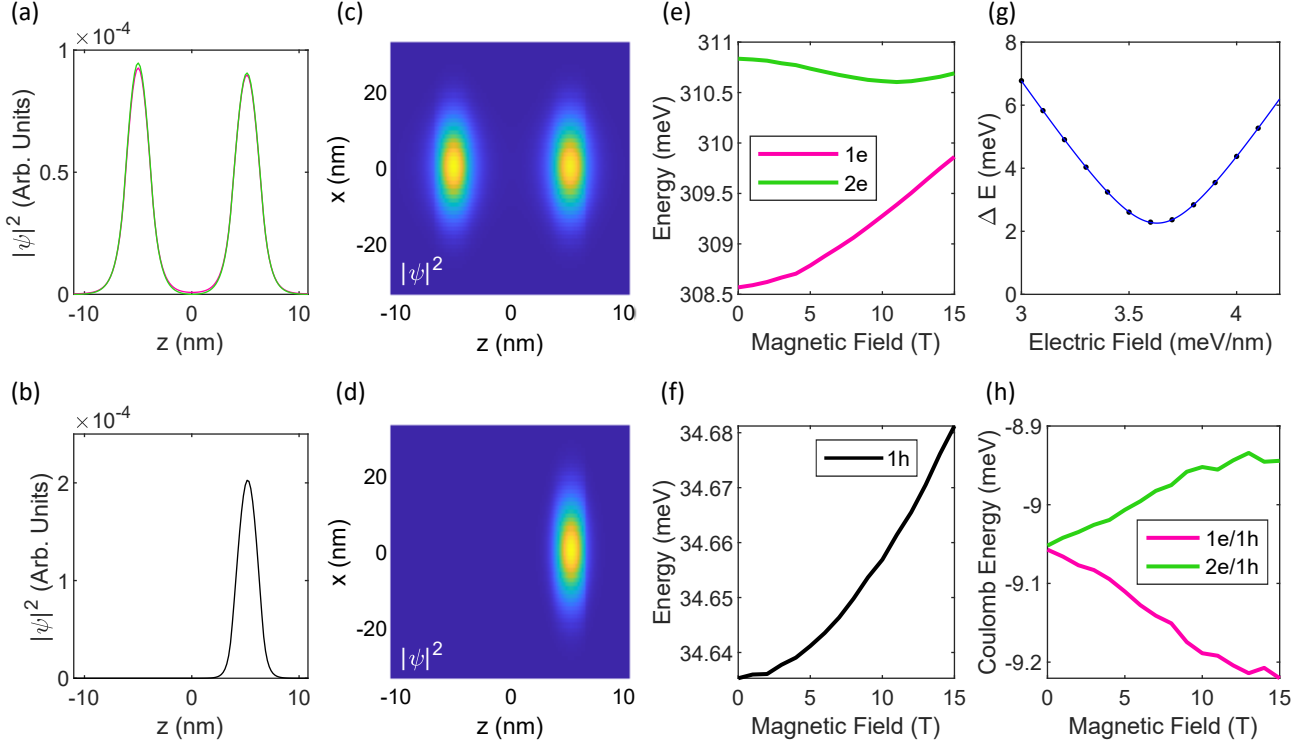 (a)
×10⁻⁴
1
0.5
0
|ψ|² (Arb. Units)
-10
0
10
z (nm)
(c)
20
0
-20
x (nm)
|ψ|²
-10
0
10
z (nm)
(e)
311
310.5
310
309.5
309
308.5
Energy (meV)
1e
2e
0
5
10
15
Magnetic Field (T)
(g)
8
6
4
2
0
Δ E (meV)
3
3.5
4
Electric Field (meV/nm)
(b)
×10⁻⁴
2
1
0
|ψ|² (Arb. Units)
-10
0
10
z (nm)
(d)
20
0
-20
x (nm)
|ψ|²
-10
0
10
z (nm)
(f)
34.68
34.67
34.66
34.65
34.64
Energy (meV)
1h
0
5
10
15
Magnetic Field (T)
(h)
-8.9
-9
-9.1
-9.2
Coulomb Energy (meV)
1e/1h
2e/1h
0
5
10
15
Magnetic Field (T)